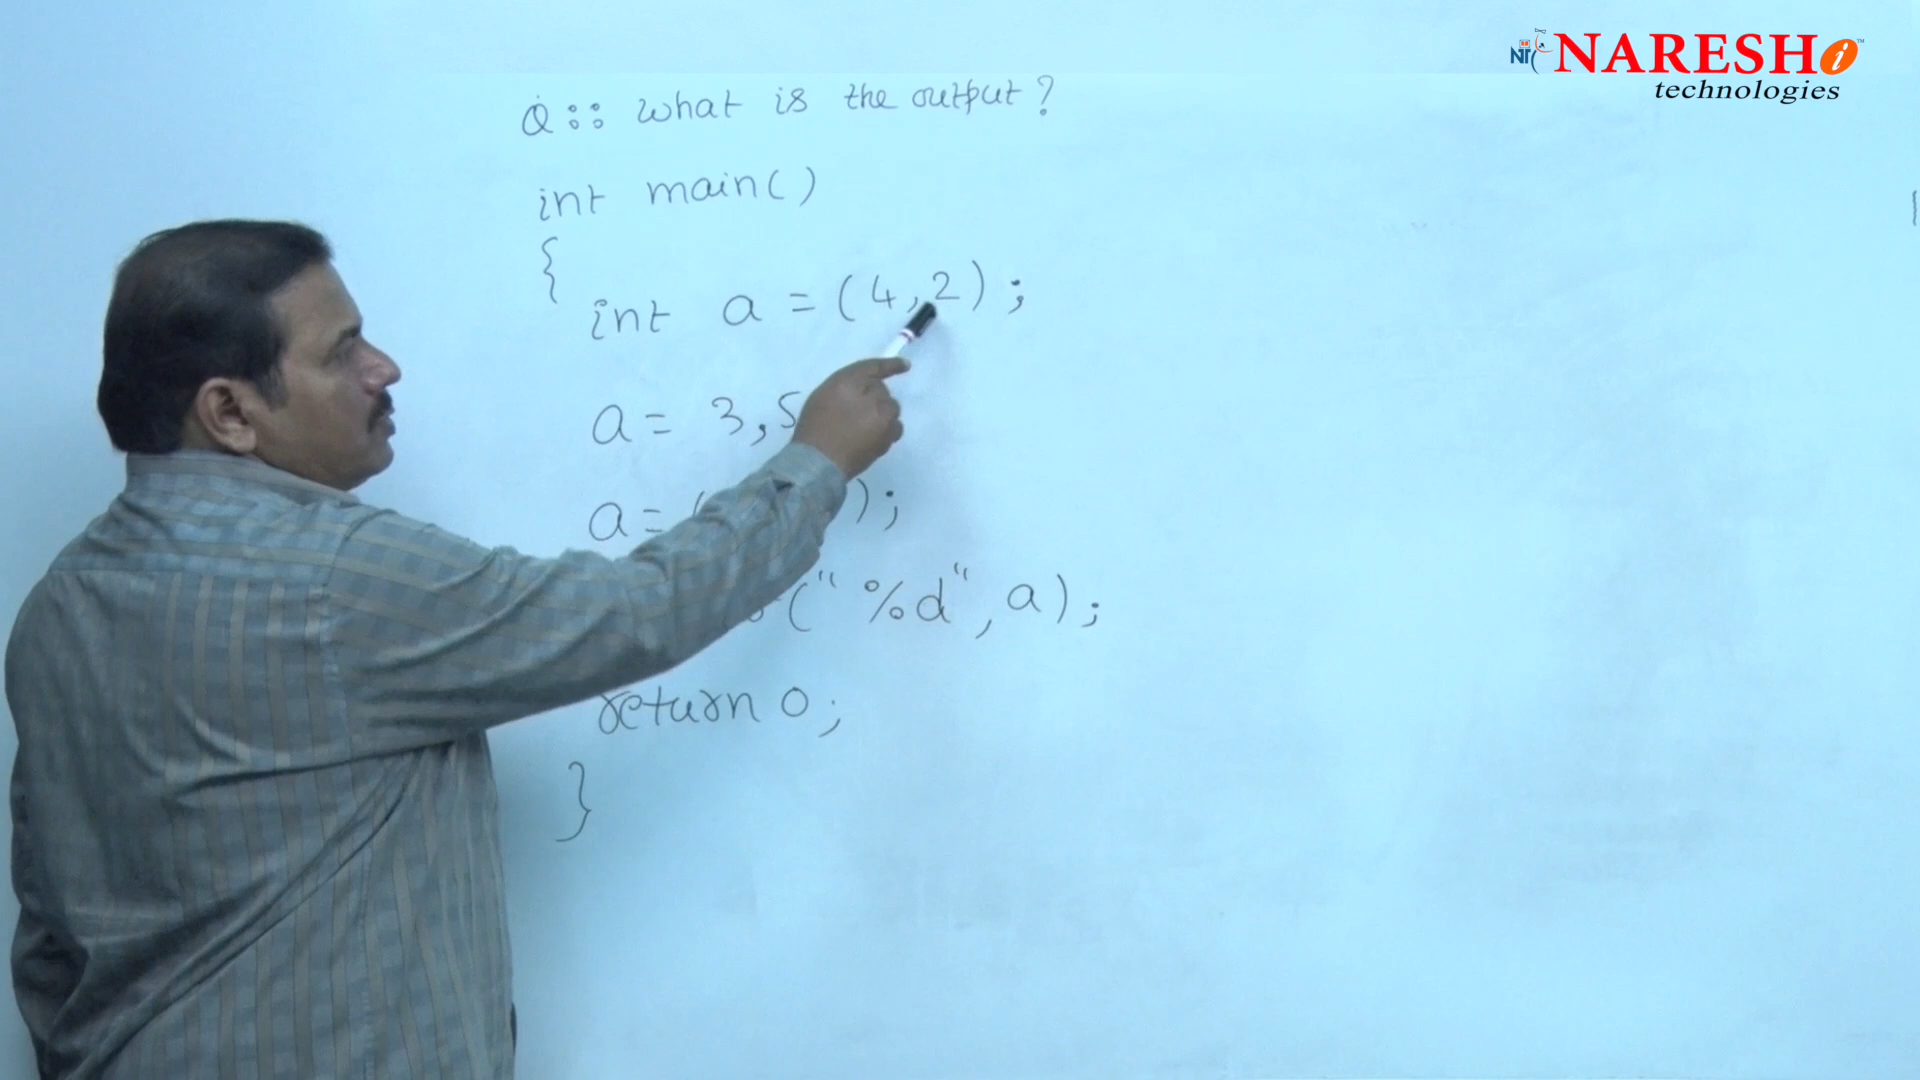 NARESH i
technologies
Q:: What is the output?
int main()
{
int a = (4,2);
a = 3,5
a = ( );
("%d", a);
return 0;
}